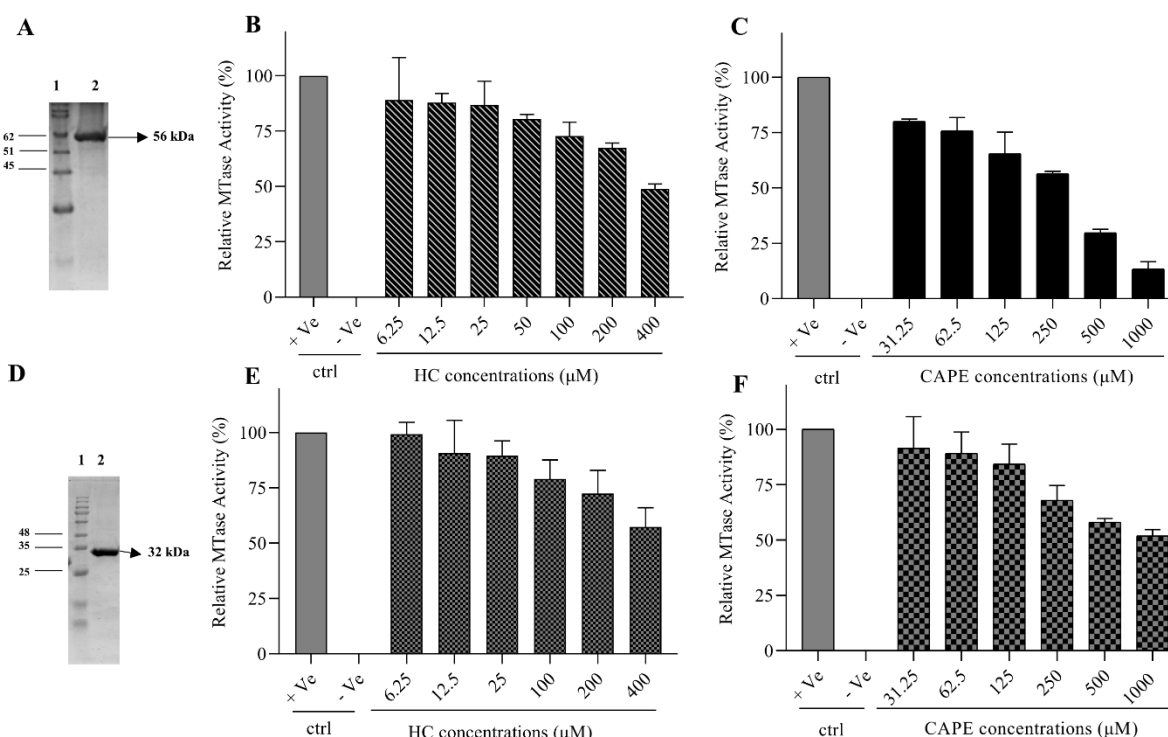 A
1 2
62
51
45
56 kDa
B
Relative MTase Activity (%)
100
75
50
25
0
+ Ve
- Ve
6.25
12.5
25
50
100
200
400
ctrl
HC concentrations (µM)
C
Relative MTase Activity (%)
100
75
50
25
0
+ Ve
- Ve
31.25
62.5
125
250
500
1000
ctrl
CAPE concentrations (µM)
D
1 2
48
35
25
32 kDa
E
Relative MTase Activity (%)
100
75
50
25
0
+ Ve
- Ve
6.25
12.5
25
100
200
400
ctrl
HC concentrations (µM)
F
Relative MTase Activity (%)
100
75
50
25
0
+ Ve
- Ve
31.25
62.5
125
250
500
1000
ctrl
CAPE concentrations (µM)